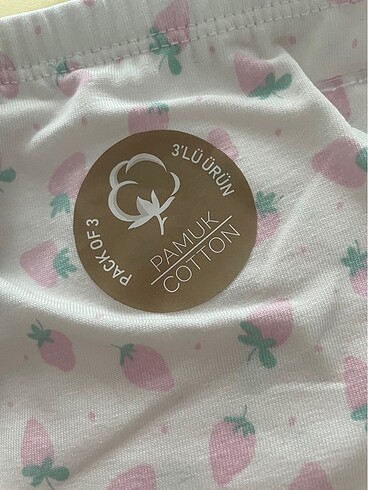 PACK OF 3
3'LÜ ÜRÜN
PAMUK
COTTON